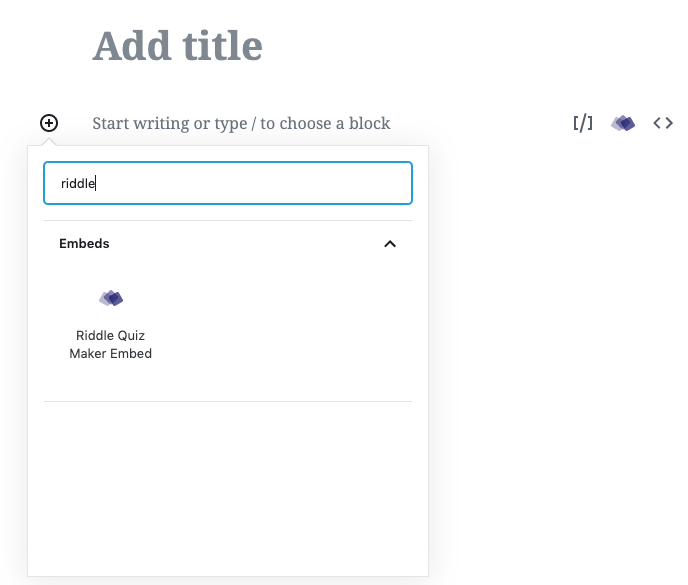 Add title
Start writing or type / to choose a block
[/]
< >
riddle
Embeds
Riddle Quiz
Maker Embed